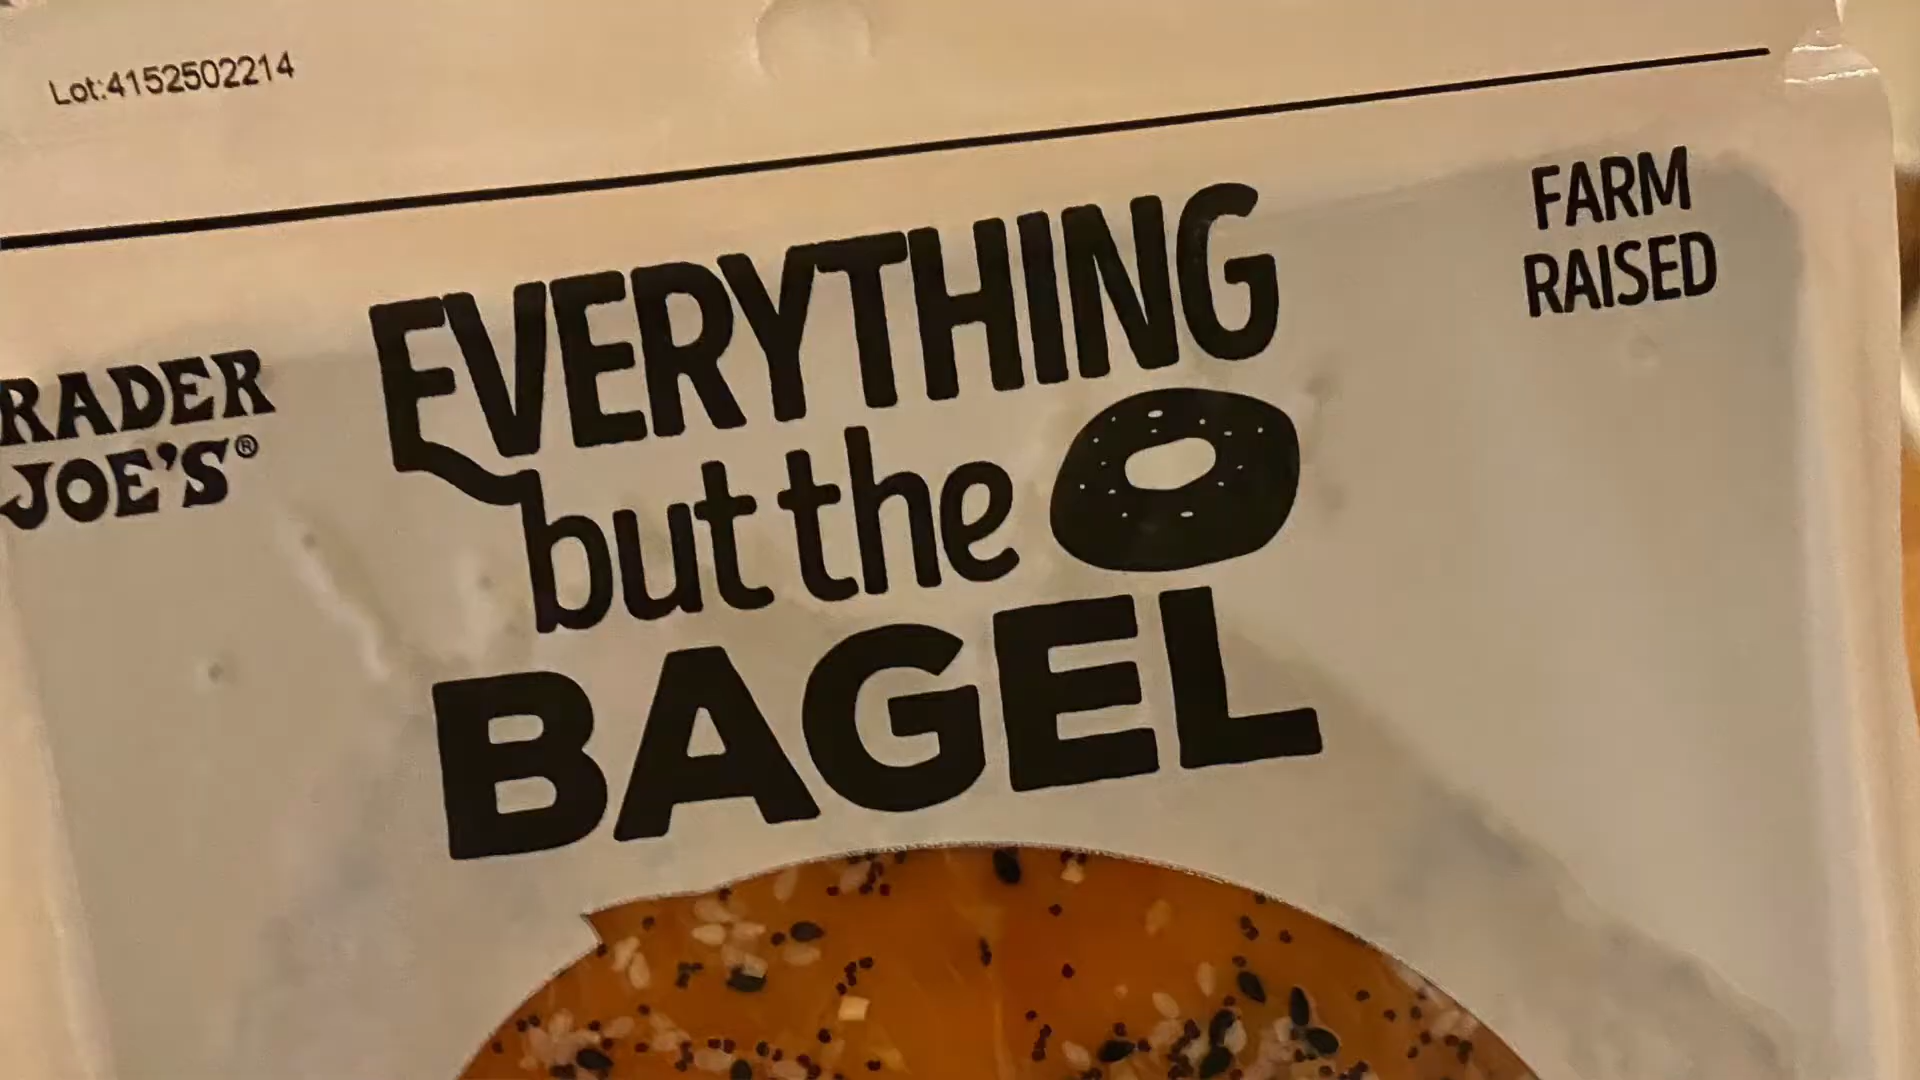 Lot:4152502214
FARM
RAISED
RADER
JOE'S®
EVERYTHING
but the
BAGEL